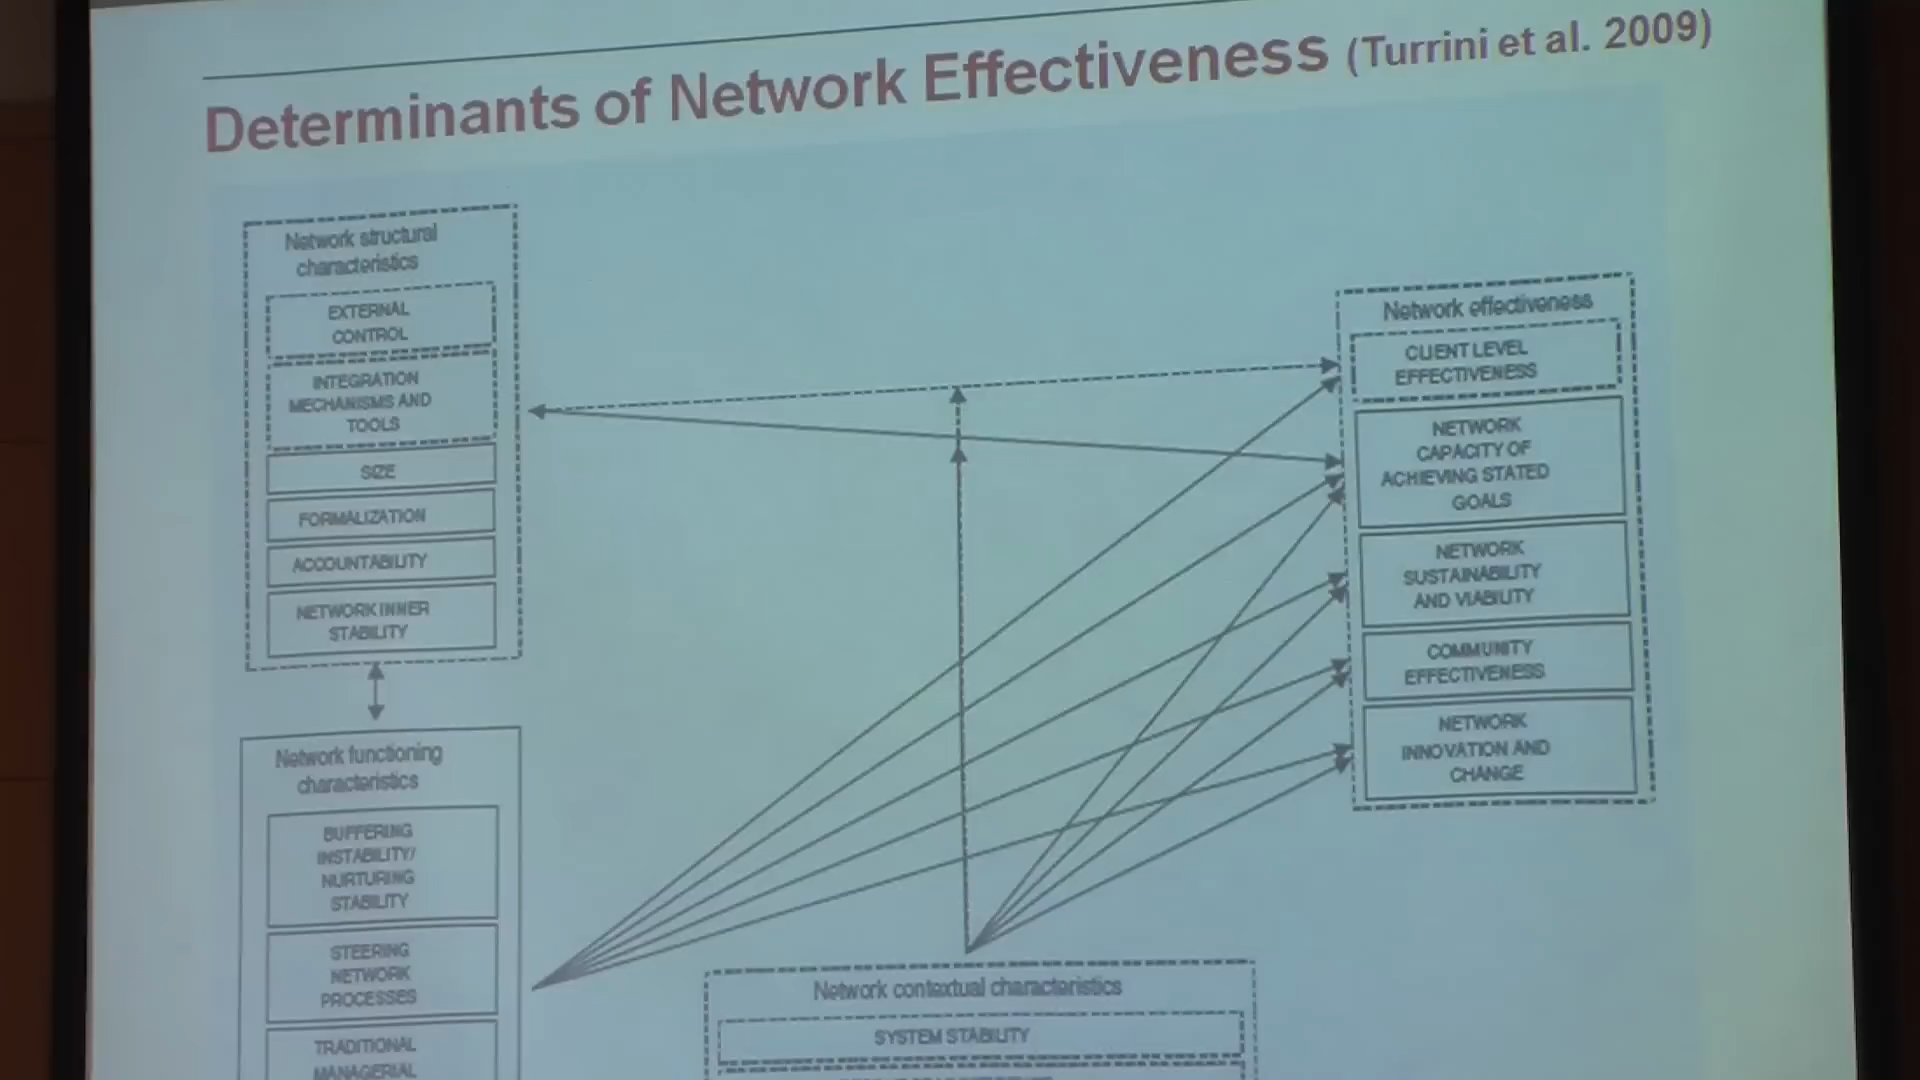 Determinants of Network Effectiveness (Turrini et al. 2009)
Network structural
characteristics
EXTERNAL
CONTROL
INTEGRATION
MECHANISMS AND
TOOLS
SIZE
FORMALIZATION
ACCOUNTABILITY
NETWORK INNER
STABILITY
Network functioning
characteristics
BUFFERING
INSTABILITY/
NURTURING
STABILITY
STEERING
NETWORK
PROCESSES
TRADITIONAL
MANAGERIAL
Network contextual characteristics
SYSTEM STABILITY
Network effectiveness
CLIENT LEVEL
EFFECTIVENESS
NETWORK
CAPACITY OF
ACHIEVING STATED
GOALS
NETWORK
SUSTAINABILITY
AND VIABILITY
COMMUNITY
EFFECTIVENESS
NETWORK
INNOVATION AND
CHANGE